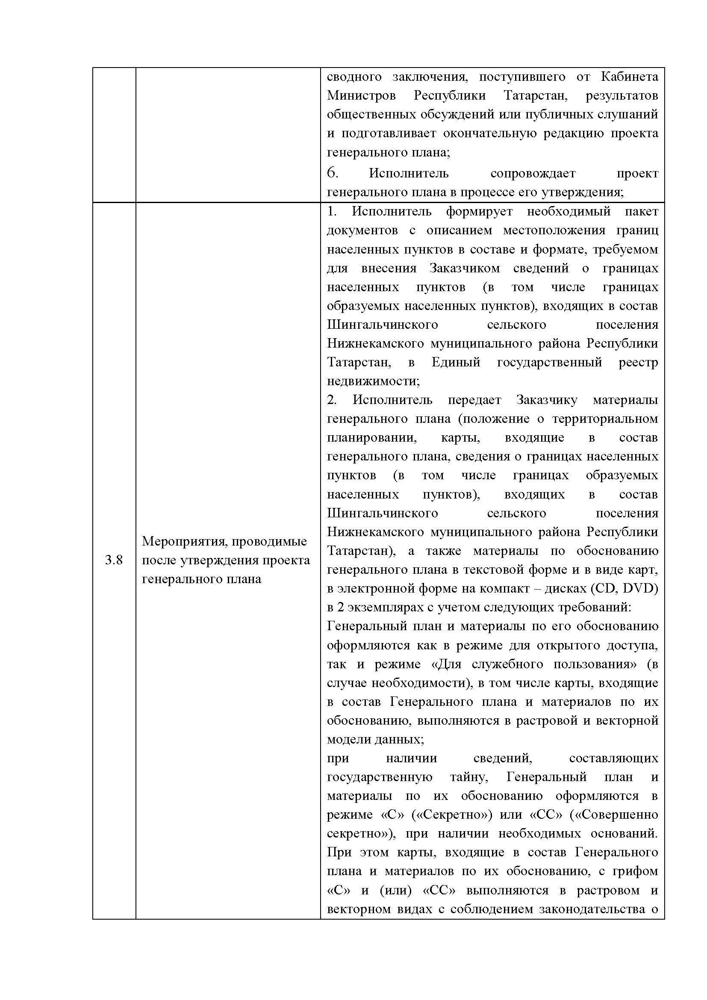 сводного заключения, поступившего от Кабинета
Министров Республики Татарстан, результатов
общественных обсуждений или публичных слушаний
и подготавливает окончательную редакцию проекта
генерального плана;
6. Исполнитель сопровождает проект
генерального плана в процессе его утверждения;
3.8
Мероприятия, проводимые
после утверждения проекта
генерального плана
1. Исполнитель формирует необходимый пакет
документов с описанием местоположения границ
населенных пунктов в составе и формате, требуемом
для внесения Заказчиком сведений о границах
населенных пунктов (в том числе границах
образуемых населенных пунктов), входящих в состав
Шингальчинского сельского поселения
Нижнекамского муниципального района Республики
Татарстан, в Единый государственный реестр
недвижимости;
2. Исполнитель передает Заказчику материалы
генерального плана (положение о территориальном
планировании, карты, входящие в состав
генерального плана, сведения о границах населенных
пунктов (в том числе границах образуемых
населенных пунктов), входящих в состав
Шингальчинского сельского поселения
Нижнекамского муниципального района Республики
Татарстан), а также материалы по обоснованию
генерального плана в текстовой форме и в виде карт,
в электронной форме на компакт – дисках (CD, DVD)
в 2 экземплярах с учетом следующих требований:
Генеральный план и материалы по его обоснованию
оформляются как в режиме для открытого доступа,
так и режиме «Для служебного пользования» (в
случае необходимости), в том числе карты, входящие
в состав Генерального плана и материалов по их
обоснованию, выполняются в растровой и векторной
модели данных;
при наличии сведений, составляющих
государственную тайну, Генеральный план и
материалы по их обоснованию оформляются в
режиме «С» («Секретно») или «СС» («Совершенно
секретно»), при наличии необходимых оснований.
При этом карты, входящие в состав Генерального
плана и материалов по их обоснованию, с грифом
«С» и (или) «СС» выполняются в растровом и
векторном видах с соблюдением законодательства о